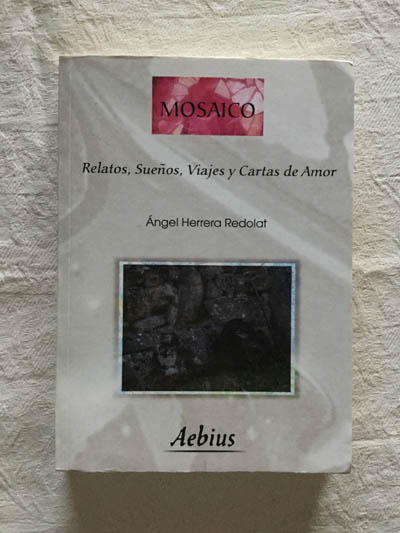 MOSAICO
Relatos, Sueños, Viajes y Cartas de Amor
Ángel Herrera Redolat
Aebius